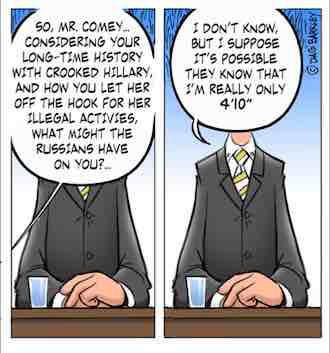 SO, MR. COMEY...
CONSIDERING YOUR
LONG-TIME HISTORY
WITH CROOKED HILLARY,
AND HOW YOU LET HER
OFF THE HOOK FOR HER
ILLEGAL ACTIVIES,
WHAT MIGHT THE
RUSSIANS HAVE
ON YOU?...
I DON'T KNOW,
BUT I SUPPOSE
IT'S POSSIBLE
THEY KNOW THAT
I'M REALLY ONLY
4'10"
© DAG BARKLEY